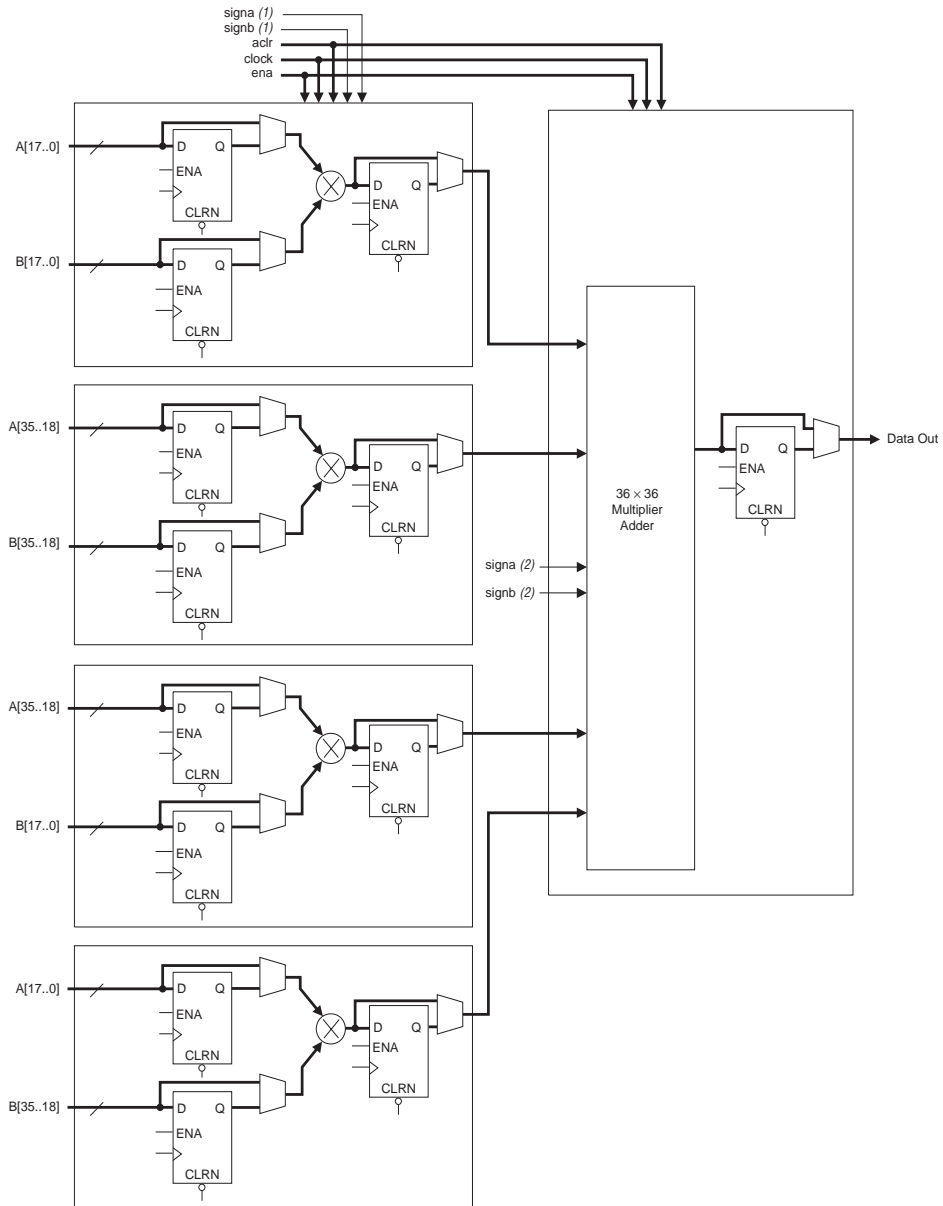 signa (1)
signb (1)
aclr
clock
ena
A[17..0]
D Q
ENA
CLRN
D Q
ENA
CLRN
B[17..0]
D Q
ENA
CLRN
A[35..18]
D Q
ENA
CLRN
D Q
ENA
CLRN
B[35..18]
D Q
ENA
CLRN
A[35..18]
D Q
ENA
CLRN
D Q
ENA
CLRN
B[17..0]
D Q
ENA
CLRN
A[17..0]
D Q
ENA
CLRN
D Q
ENA
CLRN
B[35..18]
D Q
ENA
CLRN
36 × 36
Multiplier
Adder
signa (2)
signb (2)
D Q
ENA
CLRN
Data Out